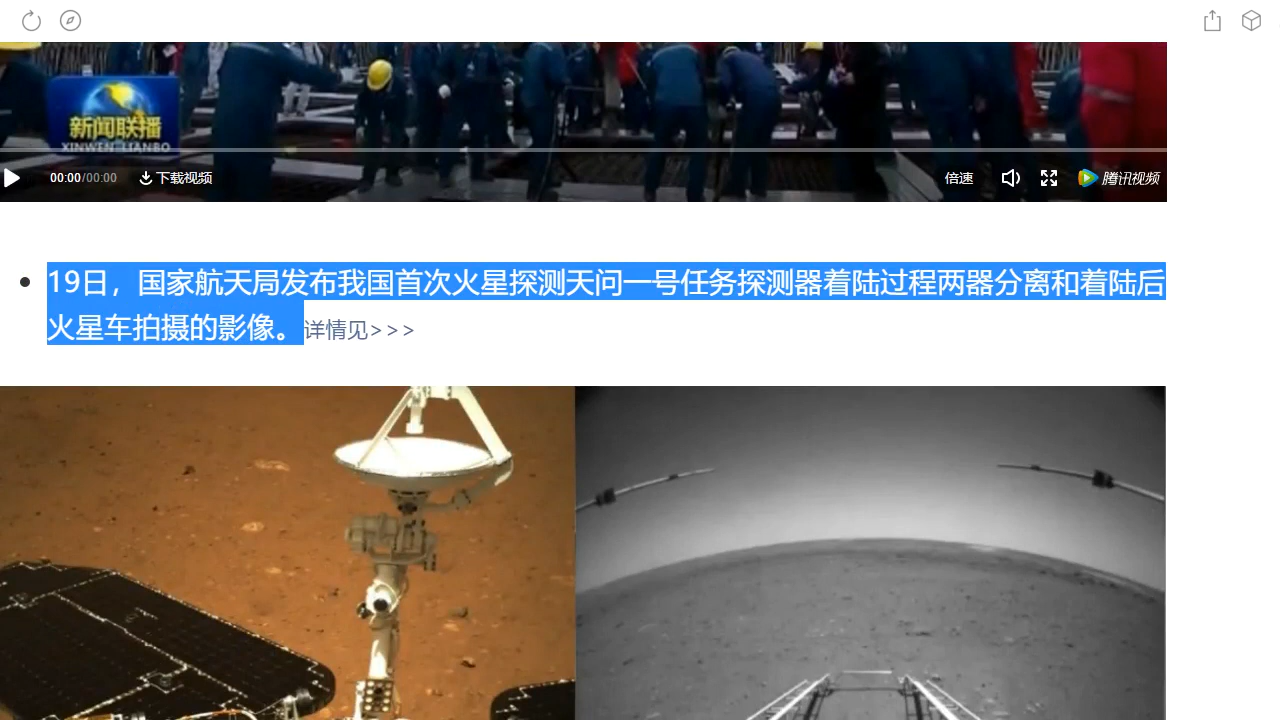 新闻联播
XINWEN LIANBO
00:00/00:00 下载视频 倍速 腾讯视频
19日，国家航天局发布我国首次火星探测天问一号任务探测器着陆过程两器分离和着陆后
火星车拍摄的影像。详情见>>>